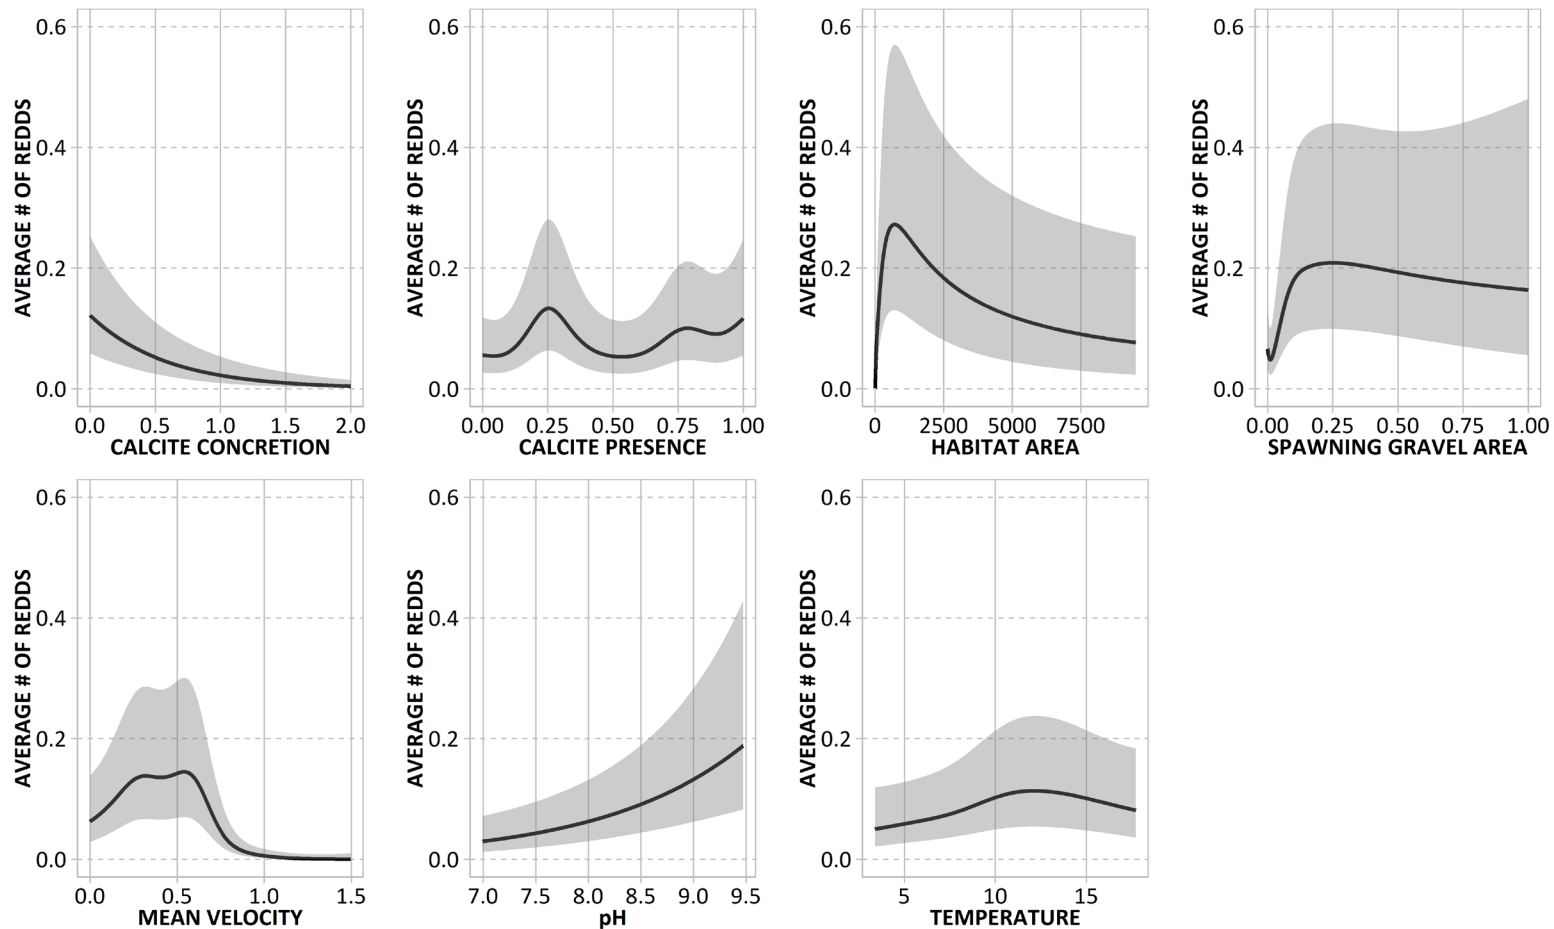 AVERAGE # OF REDDS
0.6
0.4
0.2
0.0
0.0 0.5 1.0 1.5 2.0
CALCITE CONCRETION
AVERAGE # OF REDDS
0.6
0.4
0.2
0.0
0.00 0.25 0.50 0.75 1.00
CALCITE PRESENCE
AVERAGE # OF REDDS
0.6
0.4
0.2
0.0
0 2500 5000 7500
HABITAT AREA
AVERAGE # OF REDDS
0.6
0.4
0.2
0.0
0.00 0.25 0.50 0.75 1.00
SPAWNING GRAVEL AREA
AVERAGE # OF REDDS
0.6
0.4
0.2
0.0
0.0 0.5 1.0 1.5
MEAN VELOCITY
AVERAGE # OF REDDS
0.6
0.4
0.2
0.0
7.0 7.5 8.0 8.5 9.0 9.5
pH
AVERAGE # OF REDDS
0.6
0.4
0.2
0.0
5 10 15
TEMPERATURE